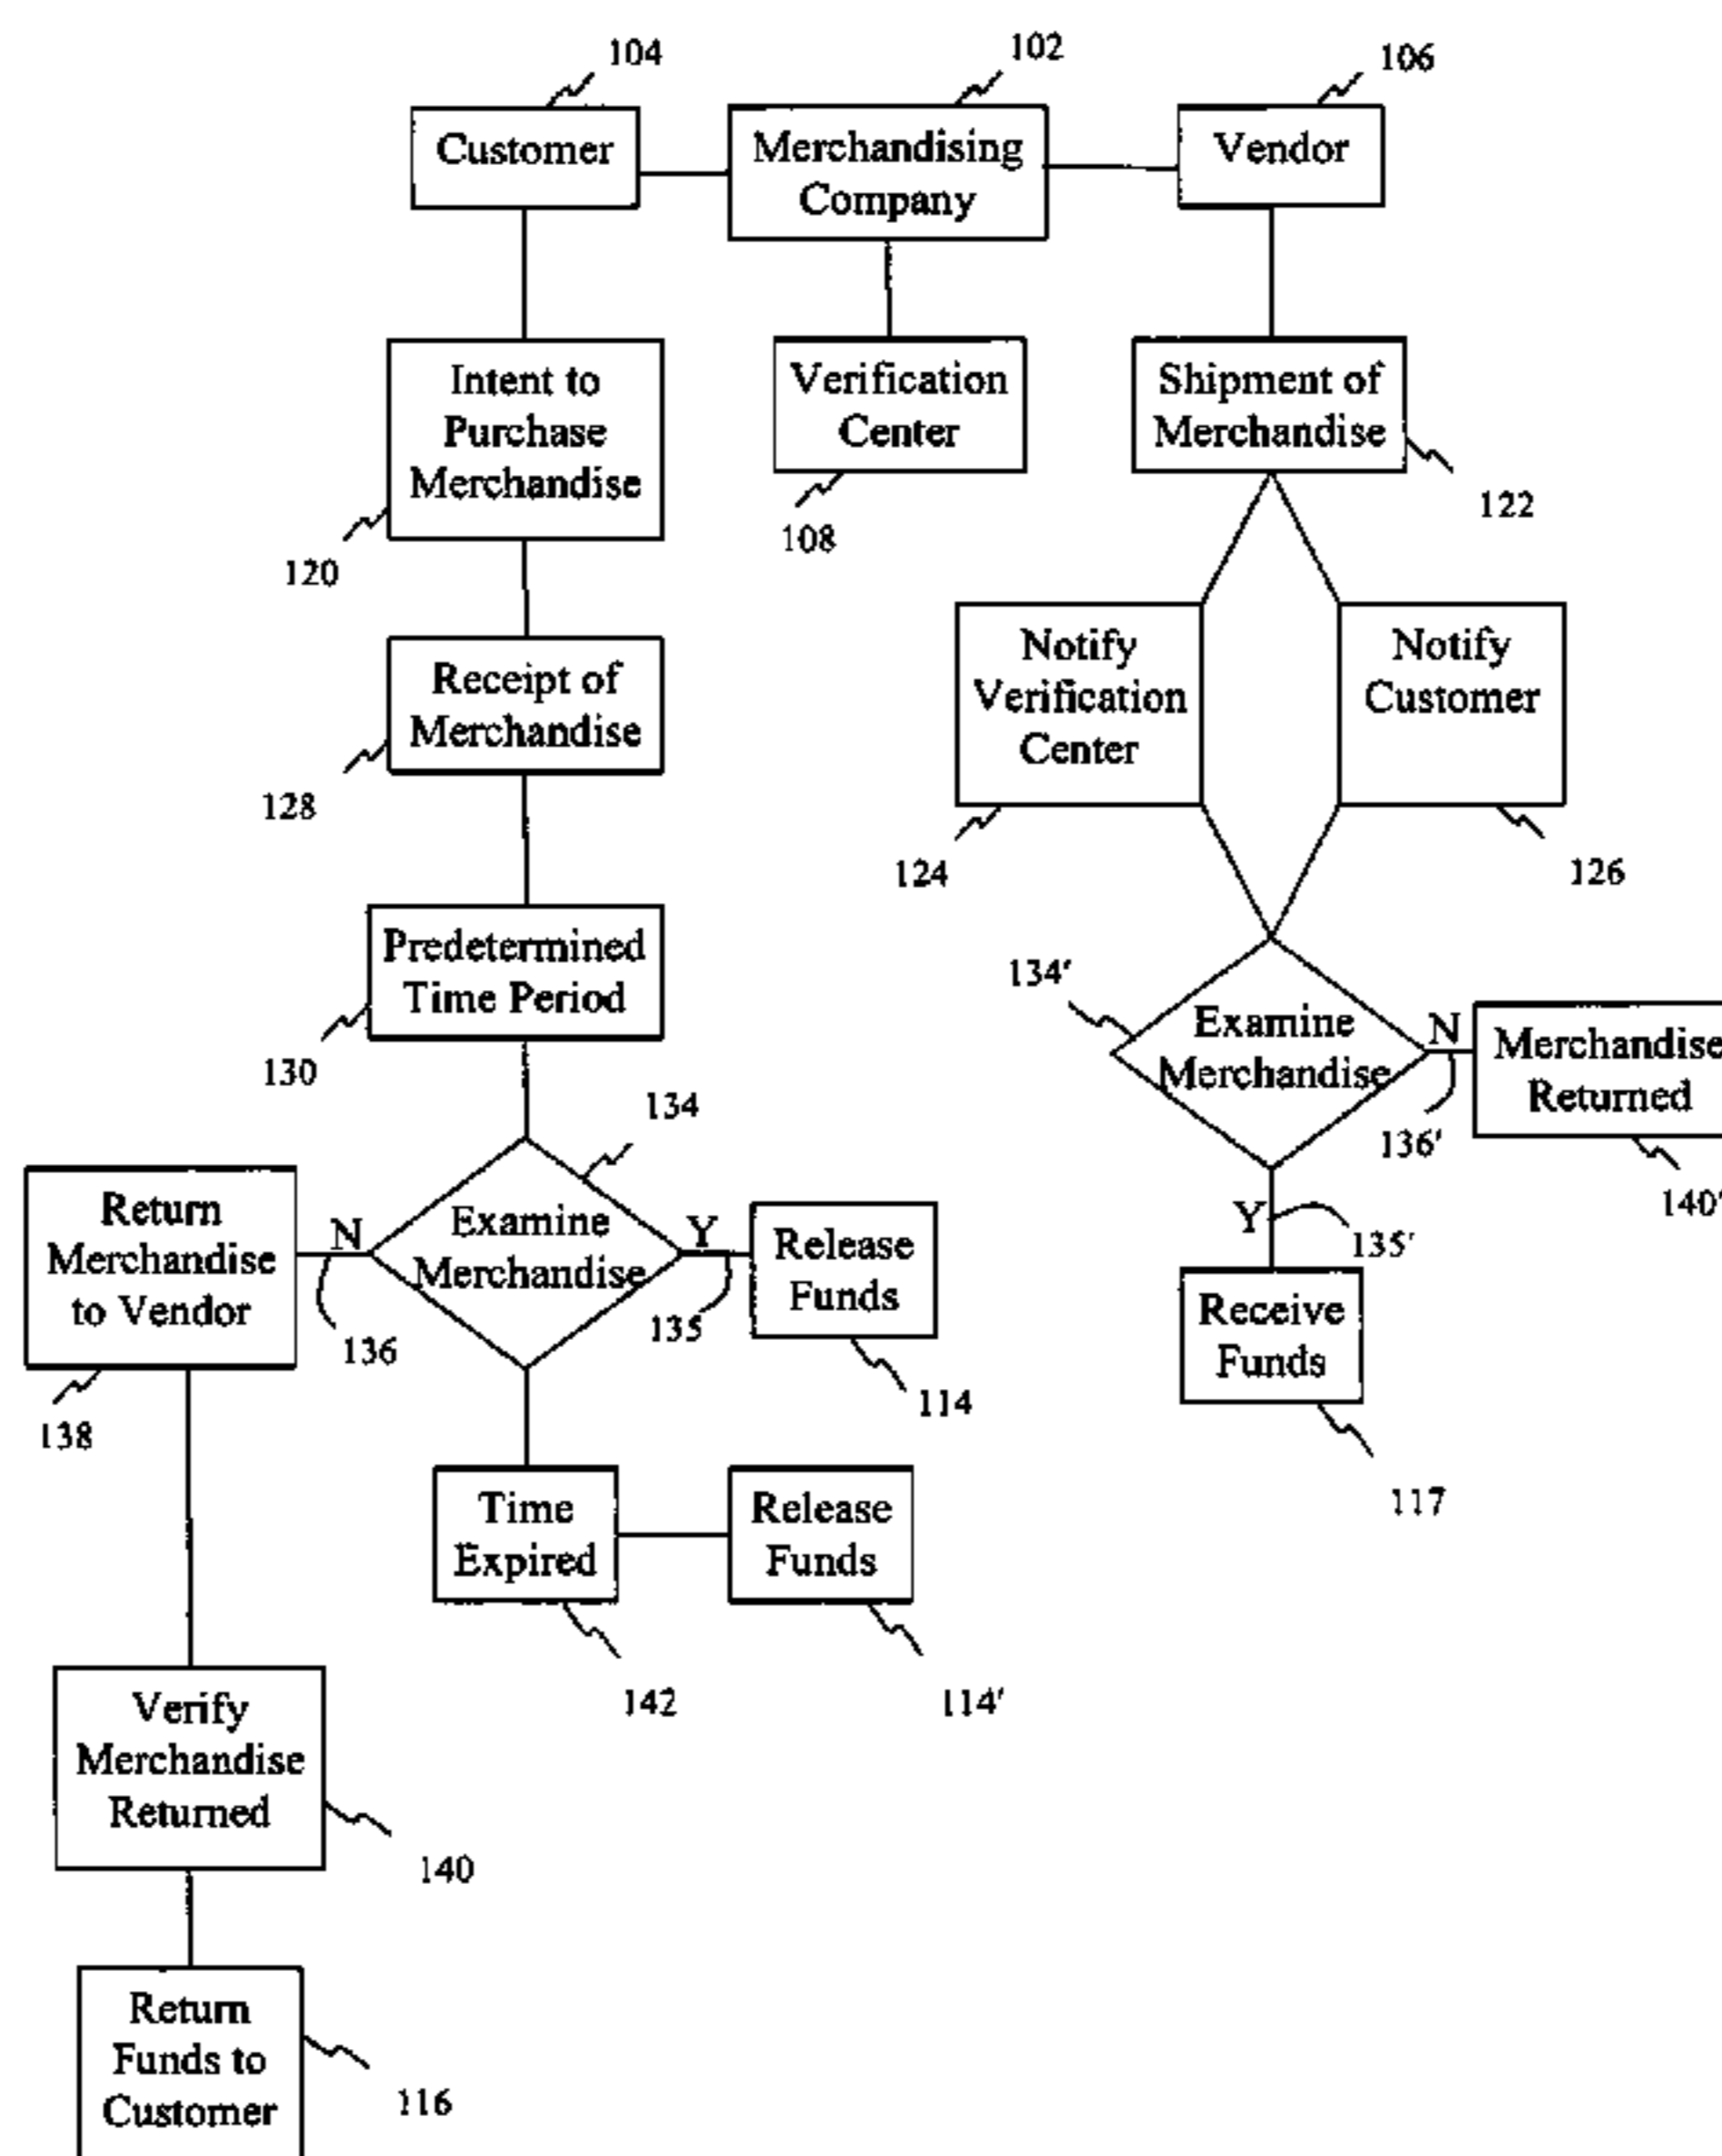 104
102
106
Customer
Merchandising
Company
Vendor
Intent to
Purchase
Merchandise
120
Verification
Center
108
Shipment of
Merchandise
122
Receipt of
Merchandise
128
Notify
Verification
Center
124
Notify
Customer
126
Predetermined
Time Period
130
134'
Examine
Merchandise
N
136'
Merchandise
Returned
140'
Y
135'
Receive
Funds
117
134
Examine
Merchandise
N
136
Y
135
Return
Merchandise
to Vendor
138
Release
Funds
114
Time
Expired
142
Release
Funds
114'
Verify
Merchandise
Returned
140
Return
Funds to
Customer
116